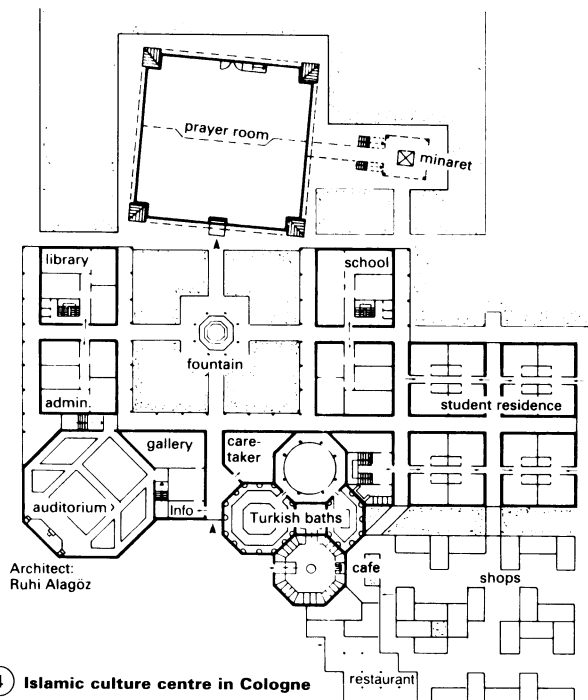 prayer room
minaret
library
school
fountain
admin.
student residence
gallery
care-
taker
auditorium
Info
Turkish baths
cafe
Architect:
Ruhi Alagöz
shops
restaurant
Islamic culture centre in Cologne